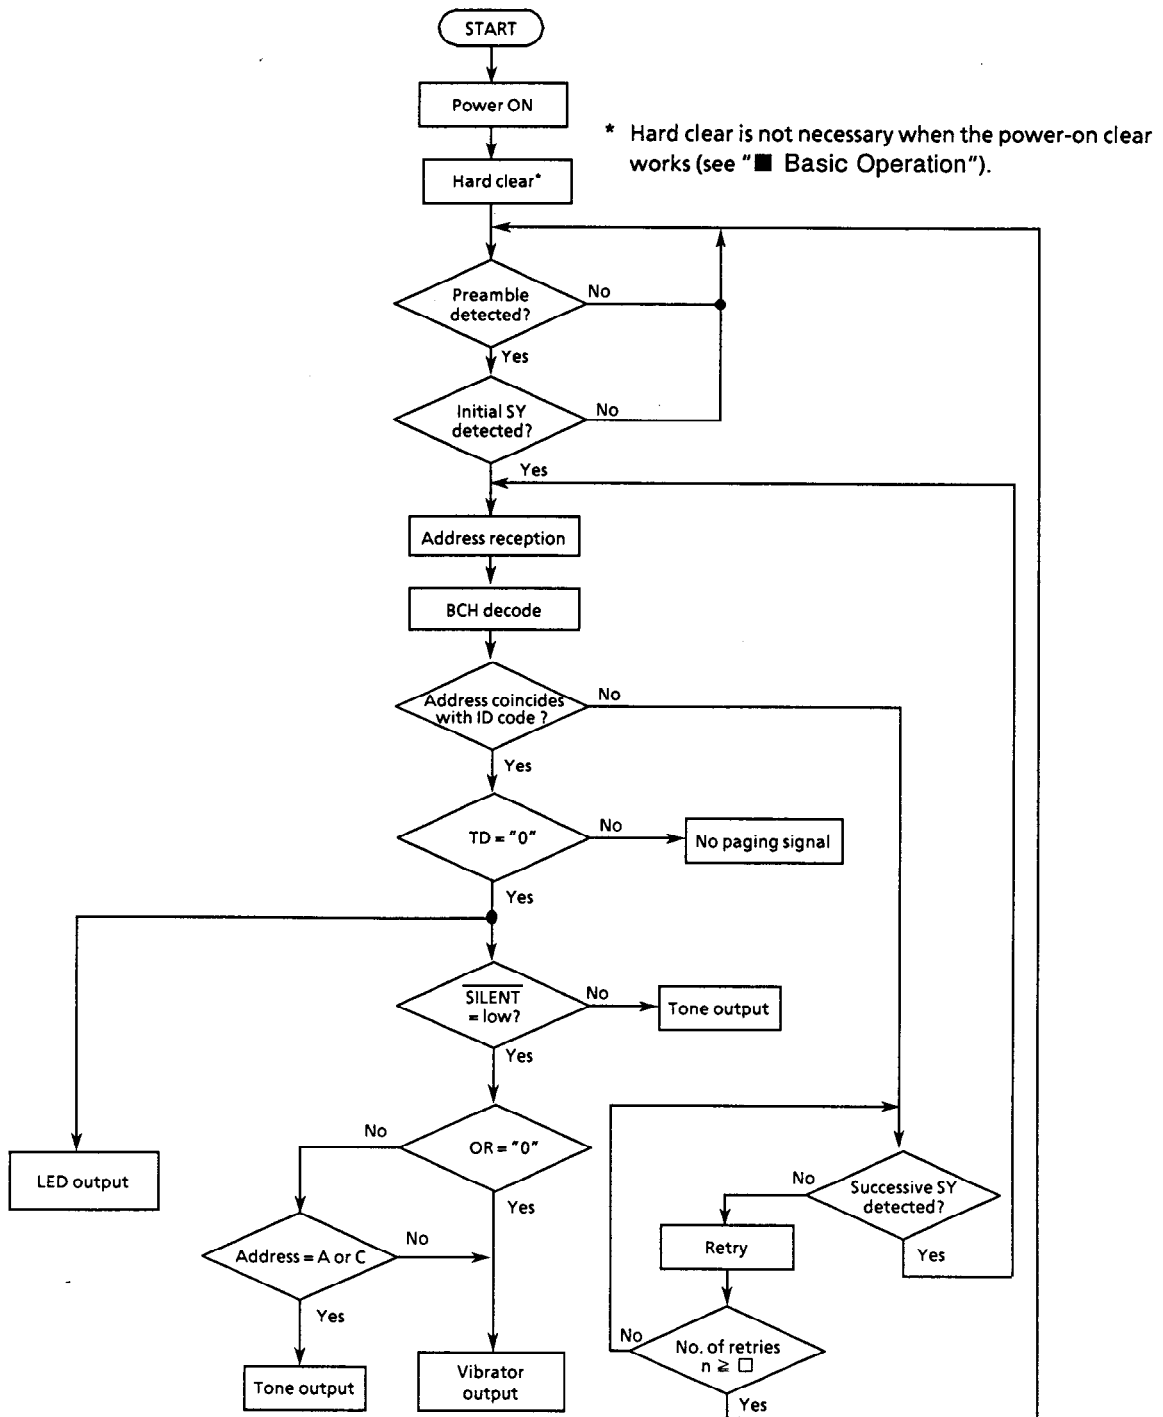 START
Power ON
* Hard clear is not necessary when the power-on clear
works (see "■ Basic Operation").
Hard clear*
Preamble
detected?
No
Yes
Initial SY
detected?
No
Yes
Address reception
BCH decode
Address coincides
with ID code ?
No
Yes
TD = "0"
No
No paging signal
Yes
SILENT
= low?
No
Tone output
Yes
OR = "0"
No
LED output
Successive SY
detected?
No
Yes
Yes
Retry
Address = A or C
No
Yes
No. of retries
n ≧ □
No
Yes
Tone output
Vibrator
output